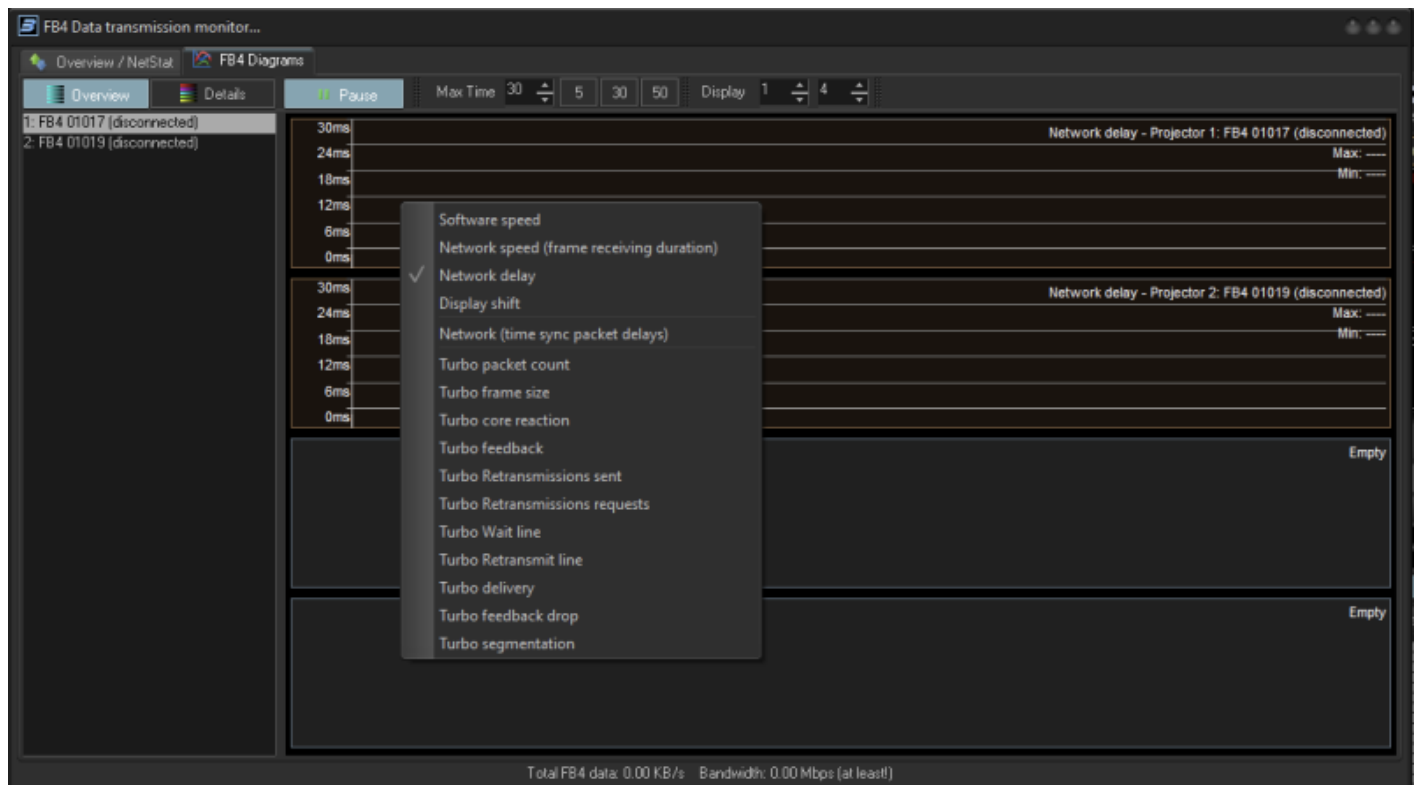 FB4 Data transmission monitor...
Overview / NetStat FB4 Diagrams
Overview Details Pause Max Time 30 5 30 50 Display 1 4
1: FB4 01017 (disconnected)
2: FB4 01019 (disconnected)
30ms Network delay - Projector 1: FB4 01017 (disconnected)
24ms Max: ----
18ms Min: ----
12ms
6ms
0ms
30ms Network delay - Projector 2: FB4 01019 (disconnected)
24ms Max: ----
18ms Min: ----
12ms
6ms
0ms
Empty
Empty
Software speed
Network speed (frame receiving duration)
Network delay
Display shift
Network (time sync packet delays)
Turbo packet count
Turbo frame size
Turbo core reaction
Turbo feedback
Turbo Retransmissions sent
Turbo Retransmissions requests
Turbo Wait line
Turbo Retransmit line
Turbo delivery
Turbo feedback drop
Turbo segmentation
Total FB4 data: 0.00 KB/s Bandwidth: 0.00 Mbps (at least!)